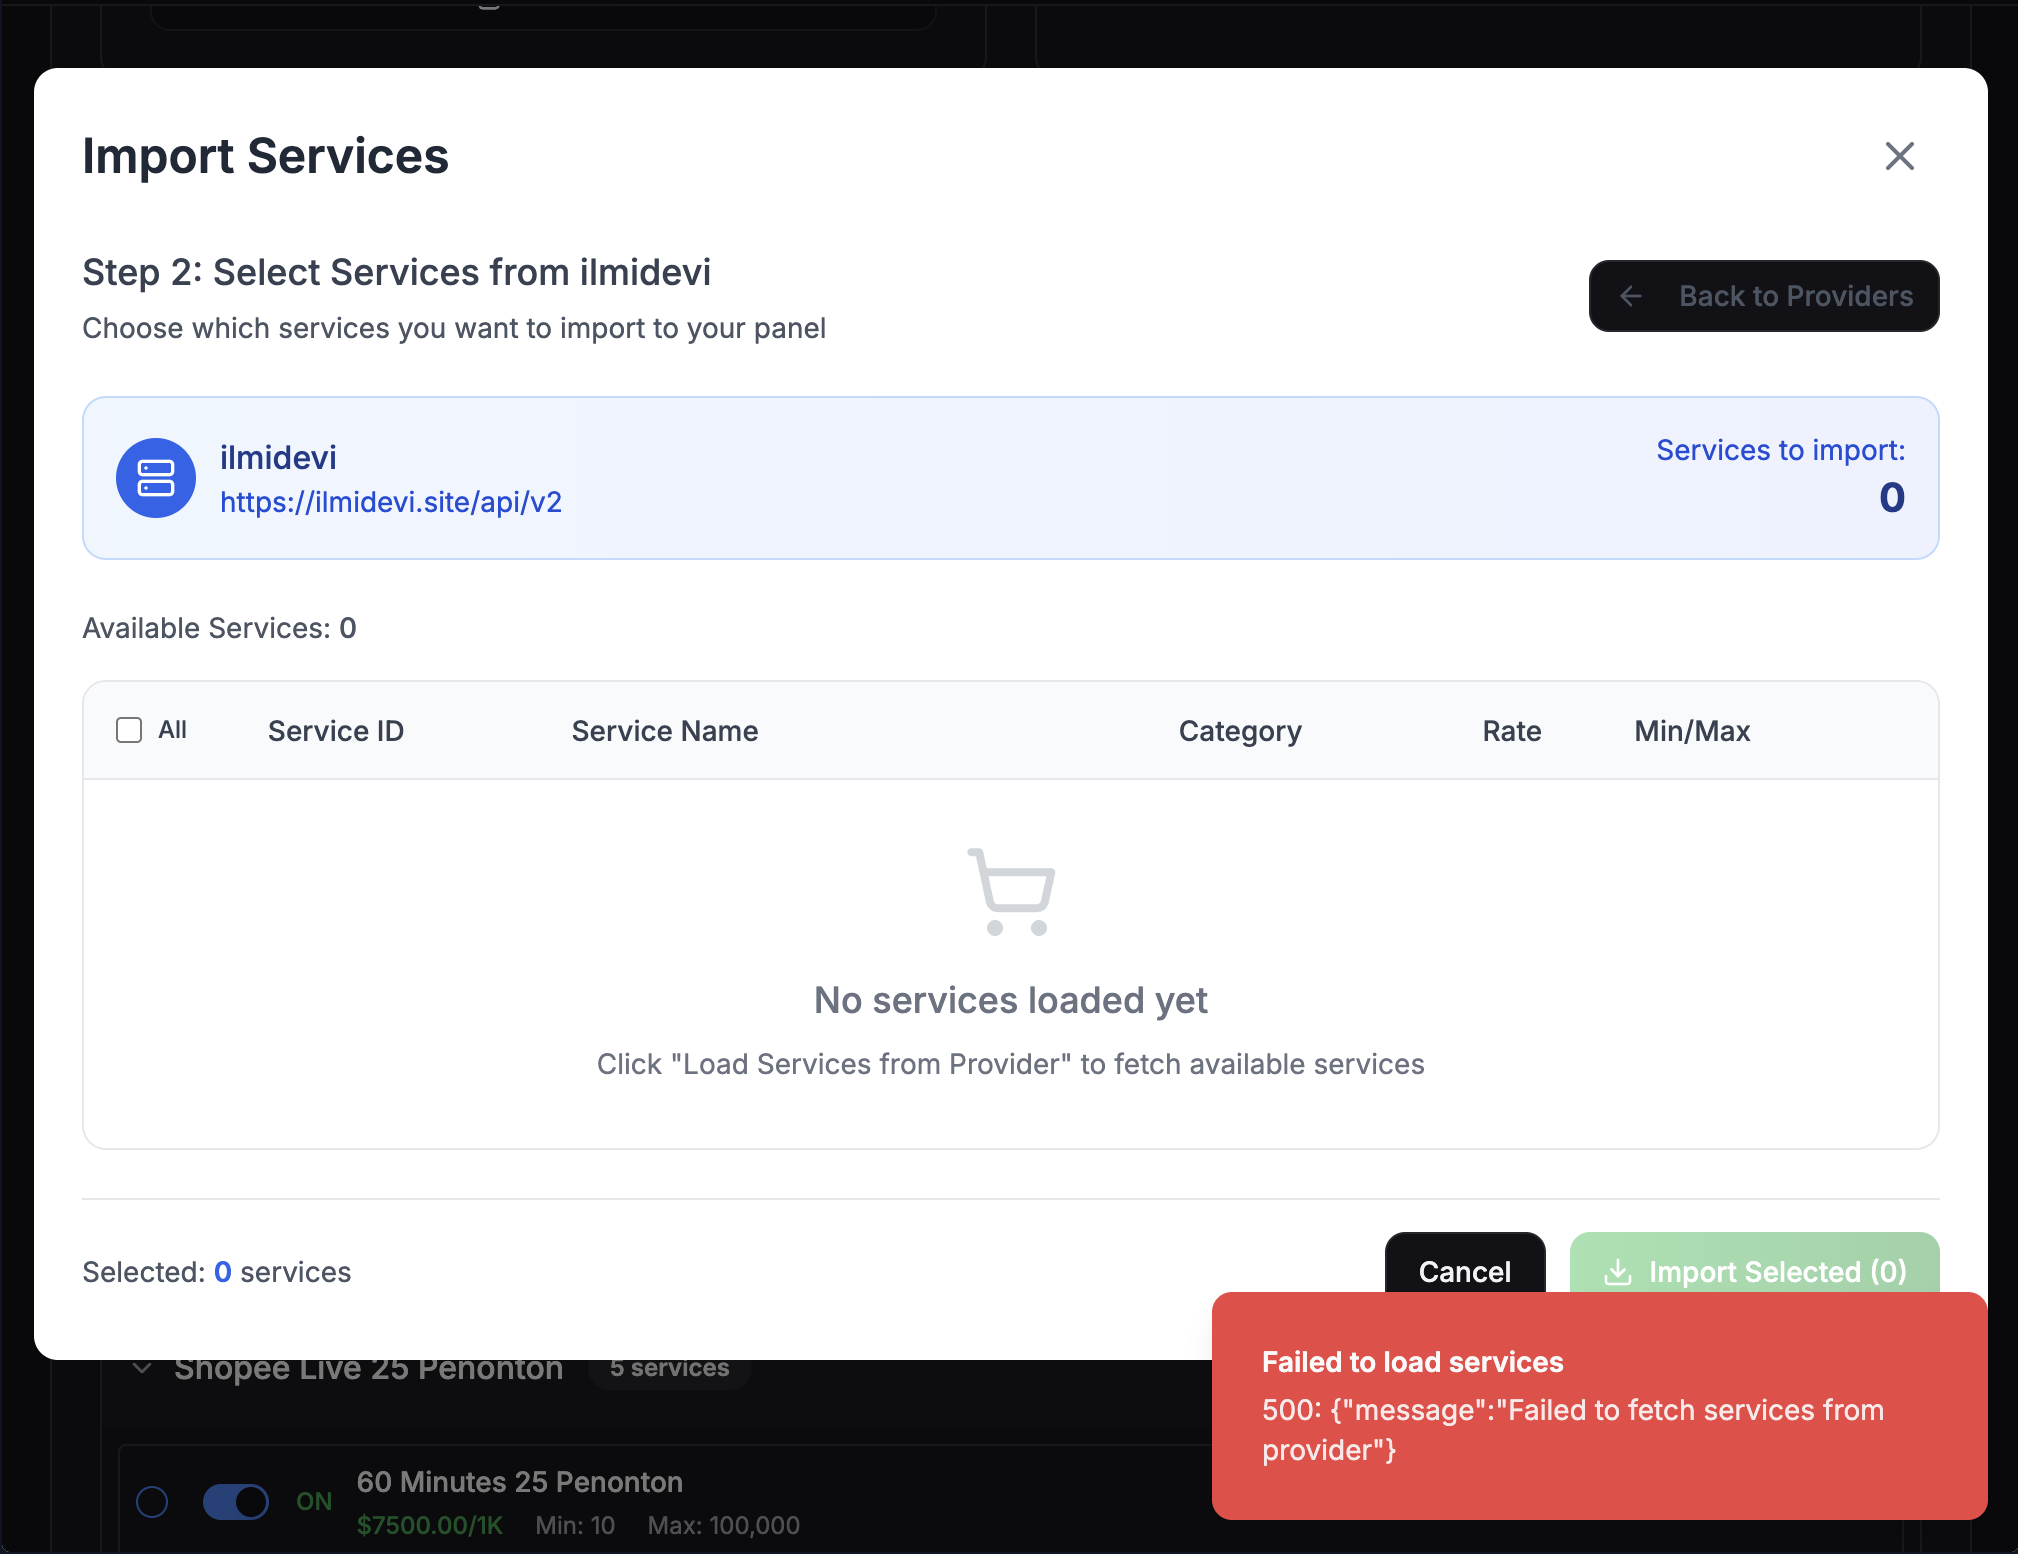 Import Services
Step 2: Select Services from ilmidevi
Choose which services you want to import to your panel
Back to Providers
ilmidevi
https://ilmidevi.site/api/v2
Services to import:
0
Available Services: 0
All
Service ID
Service Name
Category
Rate
Min/Max
No services loaded yet
Click "Load Services from Provider" to fetch available services
Selected: 0 services
Cancel
Import Selected (0)
Failed to load services
500: {"message":"Failed to fetch services from
provider"}
Shopee Live 25 Penonton
5 services
ON
60 Minutes 25 Penonton
$7500.00/1K
Min: 10
Max: 100,000